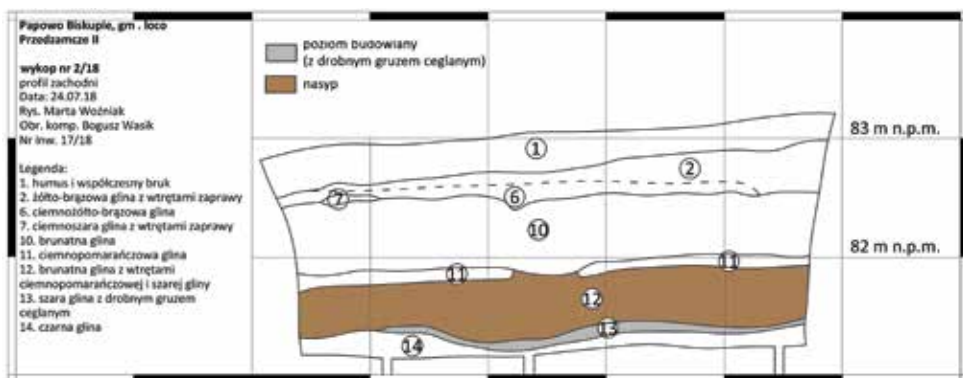 Papowo Biskupie, gm . loco
Przedzamcze II
wykop nr 2/18
profil zachodni
Data: 24.07.18
Rys. Marta Woźniak
Obr. komp. Bogusz Wasik
Nr inw. 17/18
Legenda:
1. humus i współczesny bruk
2. żółto-brązowa glina z wtrętami zaprawy
6. ciemnożółto-brązowa glina
7. ciemnoszara glina z wtrętami zaprawy
10. brunatna glina
11. ciemnopomarańczowa glina
12. brunatna glina z wtrętami
ciemnopomarańczowej i szarej gliny
13. szara glina z drobnym gruzem
ceglanym
14. czarna glina
poziom budowlany
(z drobnym gruzem ceglanym)
nasyp
83 m n.p.m.
82 m n.p.m.
1
2
7
6
10
11
11
12
13
14